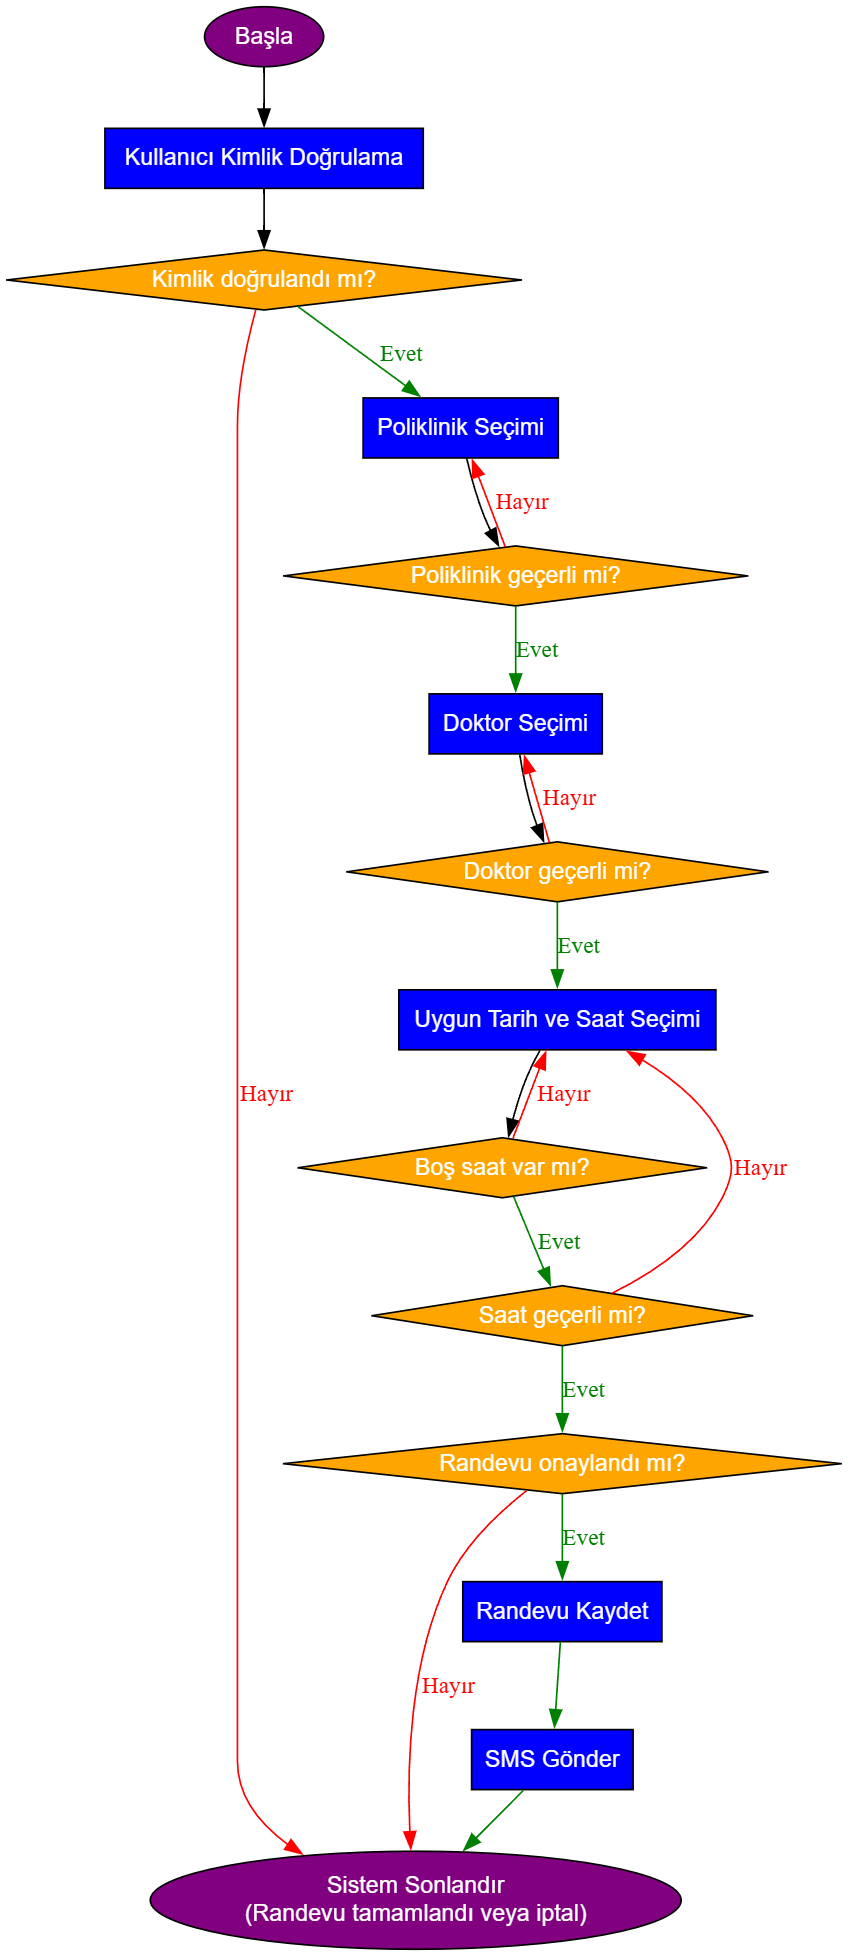 Başla
Kullanıcı Kimlik Doğrulama
Kimlik doğrulandı mı?
Evet
Poliklinik Seçimi
Hayır
Poliklinik geçerli mi?
Evet
Doktor Seçimi
Hayır
Doktor geçerli mi?
Evet
Uygun Tarih ve Saat Seçimi
Hayır
Hayır
Boş saat var mı?
Hayır
Evet
Saat geçerli mi?
Evet
Randevu onaylandı mı?
Evet
Randevu Kaydet
Hayır
SMS Gönder
Sistem Sonlandır
(Randevu tamamlandı veya iptal)